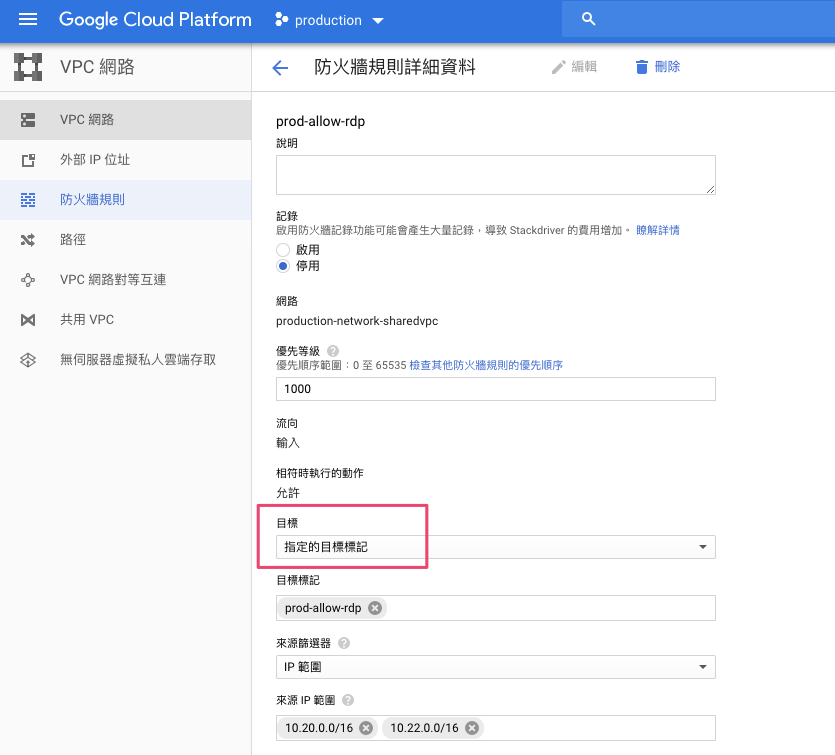 Google Cloud Platform
production
VPC 網路
防火牆規則詳細資料
編輯
刪除
VPC 網路
外部 IP 位址
防火牆規則
路徑
VPC 網路對等互連
共用 VPC
無伺服器虛擬私人雲端存取
prod-allow-rdp
說明
記錄
啟用防火牆記錄功能可能會產生大量記錄，導致 Stackdriver 的費用增加。 瞭解詳情
啟用
停用
網路
production-network-sharedvpc
優先等級 ?
優先順序範圍：0 至 65535 檢查其他防火牆規則的優先順序
1000
流向
輸入
相符時執行的動作
允許
目標
指定的目標標記
目標標記
prod-allow-rdp
來源篩選器 ?
IP 範圍
來源 IP 範圍 ?
10.20.0.0/16 10.22.0.0/16